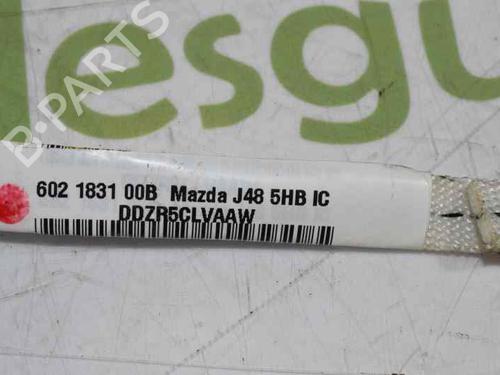 desgu
B-PARTS
602 1831 00B Mazda J48 5HB IC
DDZR5CLVAAW